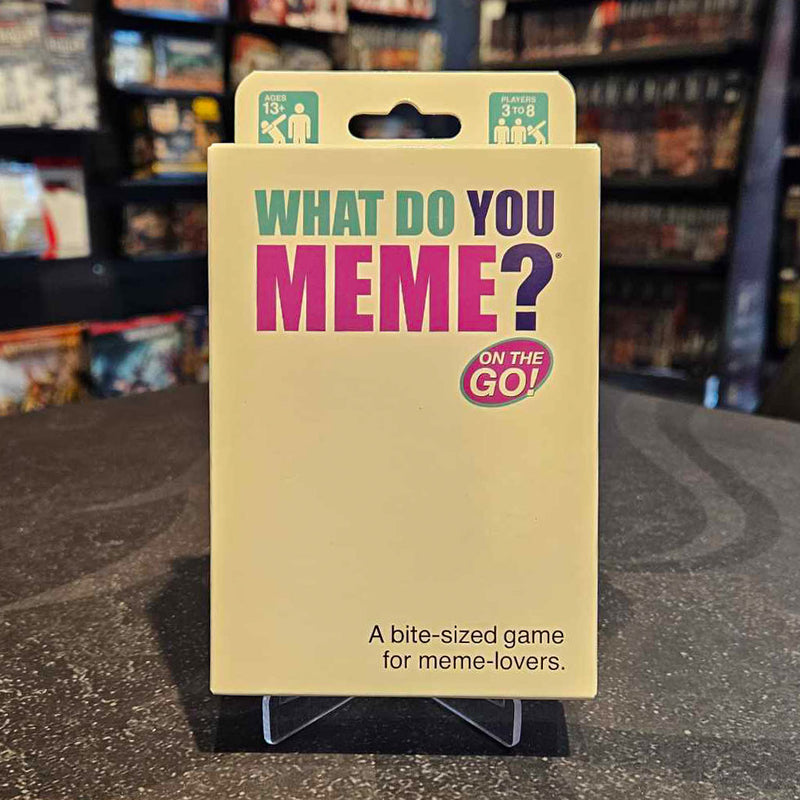 AGES
13+
PLAYERS
3 TO 8
WHAT DO YOU
MEME?®
ON THE
GO!
A bite-sized game
for meme-lovers.